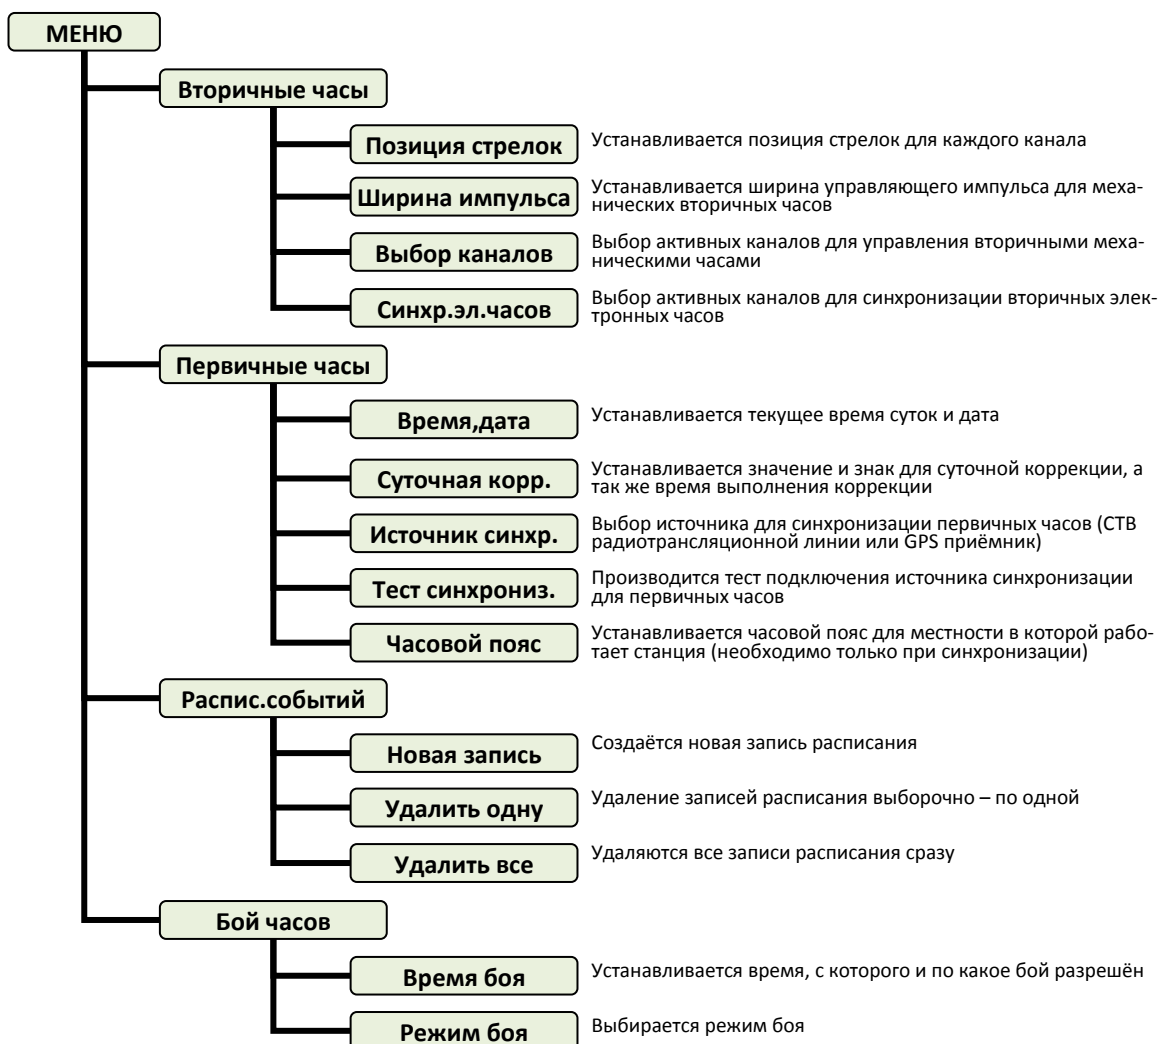 МЕНЮ
Вторичные часы
Позиция стрелок
Устанавливается позиция стрелок для каждого канала
Ширина импульса
Устанавливается ширина управляющего импульса для меха-
нических вторичных часов
Выбор каналов
Выбор активных каналов для управления вторичными меха-
ническими часами
Синхр.эл.часов
Выбор активных каналов для синхронизации вторичных элек-
тронных часов
Первичные часы
Время,дата
Устанавливается текущее время суток и дата
Суточная корр.
Устанавливается значение и знак для суточной коррекции, а
так же время выполнения коррекции
Источник синхр.
Выбор источника для синхронизации первичных часов (СТВ
радиотрансляционной линии или GPS приёмник)
Тест синхрониз.
Производится тест подключения источника синхронизации
для первичных часов
Часовой пояс
Устанавливается часовой пояс для местности в которой рабо-
тает станция (необходимо только при синхронизации)
Распис.событий
Новая запись
Создаётся новая запись расписания
Удалить одну
Удаление записей расписания выборочно – по одной
Удалить все
Удаляются все записи расписания сразу
Бой часов
Время боя
Устанавливается время, с которого и по какое бой разрешён
Режим боя
Выбирается режим боя